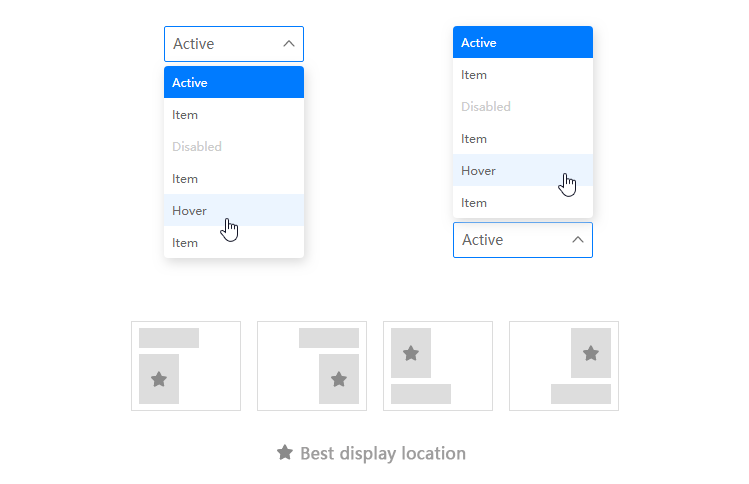 Active
Active
Item
Disabled
Item
Hover
Item
Active
Item
Disabled
Item
Hover
Item
Active
Best display location